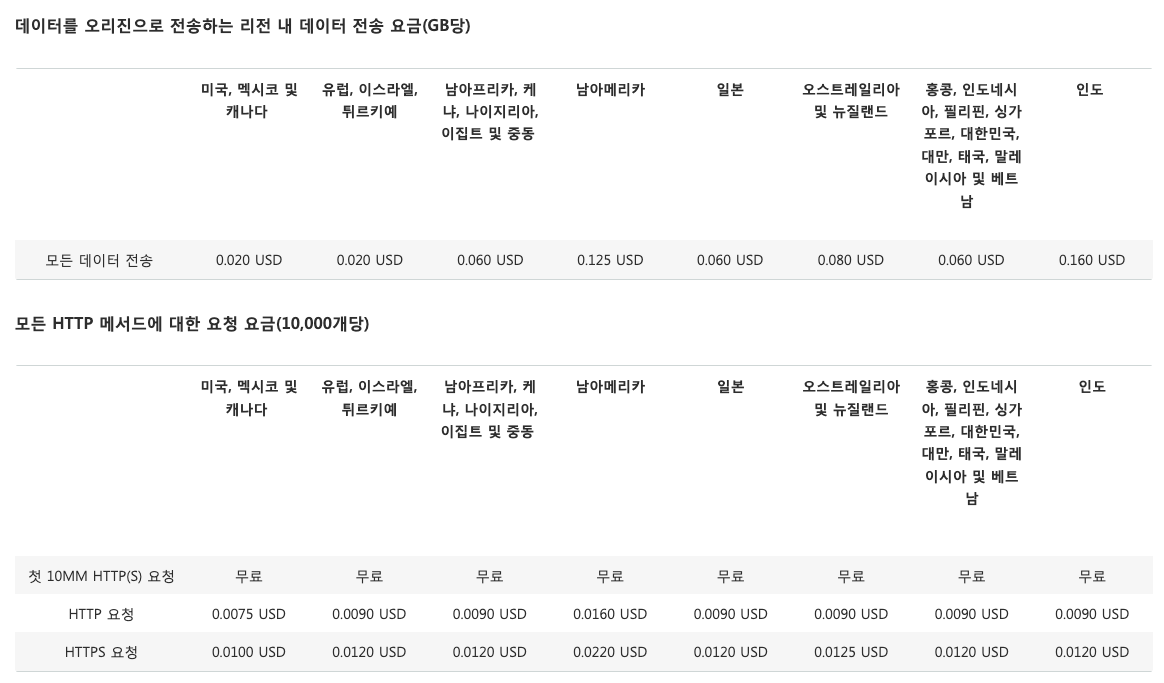 데이터를 오리진으로 전송하는 리전 내 데이터 전송 요금(GB당)
미국, 멕시코 및
캐나다
유럽, 이스라엘,
튀르키예
남아프리카, 케
냐, 나이지리아,
이집트 및 중동
남아메리카
일본
오스트레일리아
및 뉴질랜드
홍콩, 인도네시
아, 필리핀, 싱가
포르, 대한민국,
대만, 태국, 말레
이시아 및 베트
남
인도
모든 데이터 전송 0.020 USD 0.020 USD 0.060 USD 0.125 USD 0.060 USD 0.080 USD 0.060 USD 0.160 USD
모든 HTTP 메서드에 대한 요청 요금(10,000개당)
미국, 멕시코 및
캐나다
유럽, 이스라엘,
튀르키예
남아프리카, 케
냐, 나이지리아,
이집트 및 중동
남아메리카
일본
오스트레일리아
및 뉴질랜드
홍콩, 인도네시
아, 필리핀, 싱가
포르, 대한민국,
대만, 태국, 말레
이시아 및 베트
남
인도
첫 10MM HTTP(S) 요청 무료 무료 무료 무료 무료 무료 무료 무료
HTTP 요청 0.0075 USD 0.0090 USD 0.0090 USD 0.0160 USD 0.0090 USD 0.0090 USD 0.0090 USD 0.0090 USD
HTTPS 요청 0.0100 USD 0.0120 USD 0.0120 USD 0.0220 USD 0.0120 USD 0.0125 USD 0.0120 USD 0.0120 USD